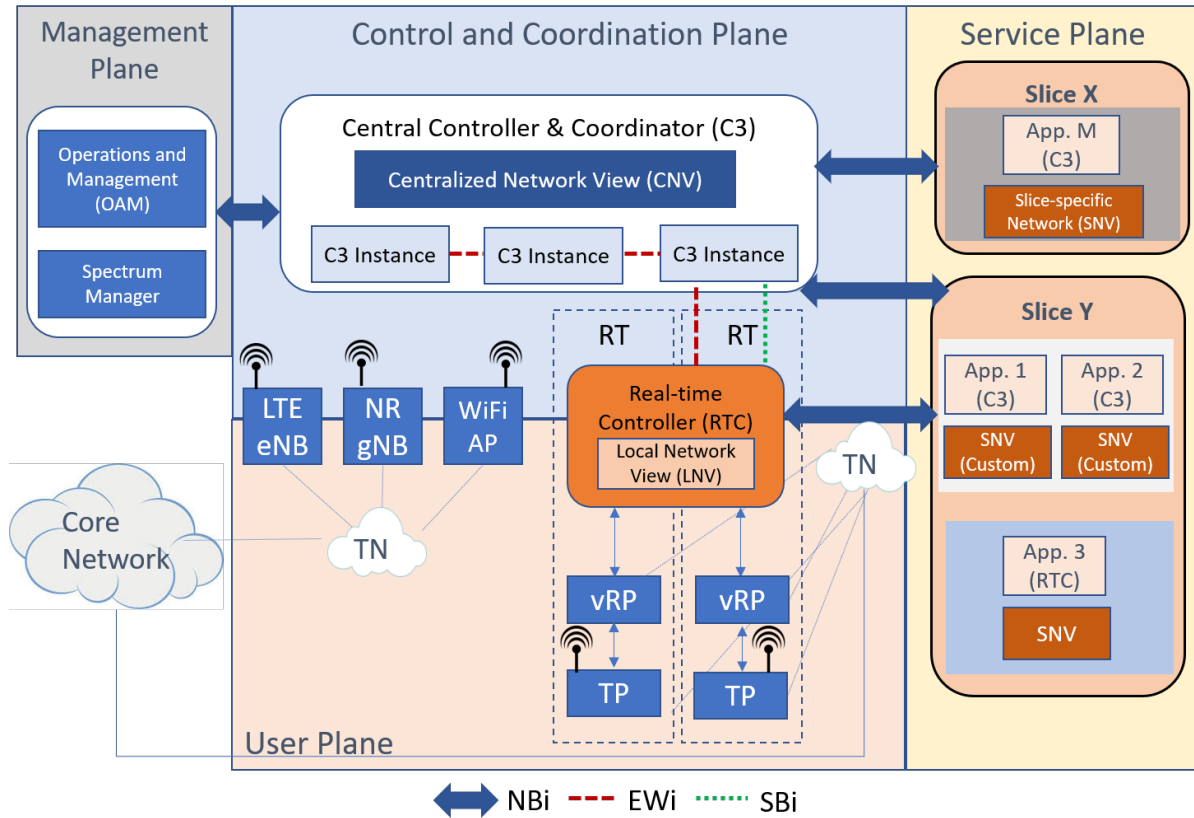 Management
Plane
Control and Coordination Plane
Service Plane
Operations and
Management
(OAM)
Spectrum
Manager
Central Controller & Coordinator (C3)
Centralized Network View (CNV)
C3 Instance
C3 Instance
C3 Instance
Slice X
App. M
(C3)
Slice-specific
Network (SNV)
Slice Y
App. 1
(C3)
App. 2
(C3)
SNV
(Custom)
SNV
(Custom)
App. 3
(RTC)
SNV
RT
RT
LTE
eNB
NR
gNB
WiFi
AP
Real-time
Controller (RTC)
Local Network
View (LNV)
TN
Core
Network
TN
vRP
vRP
TP
TP
User Plane
NBi
EWi
SBi